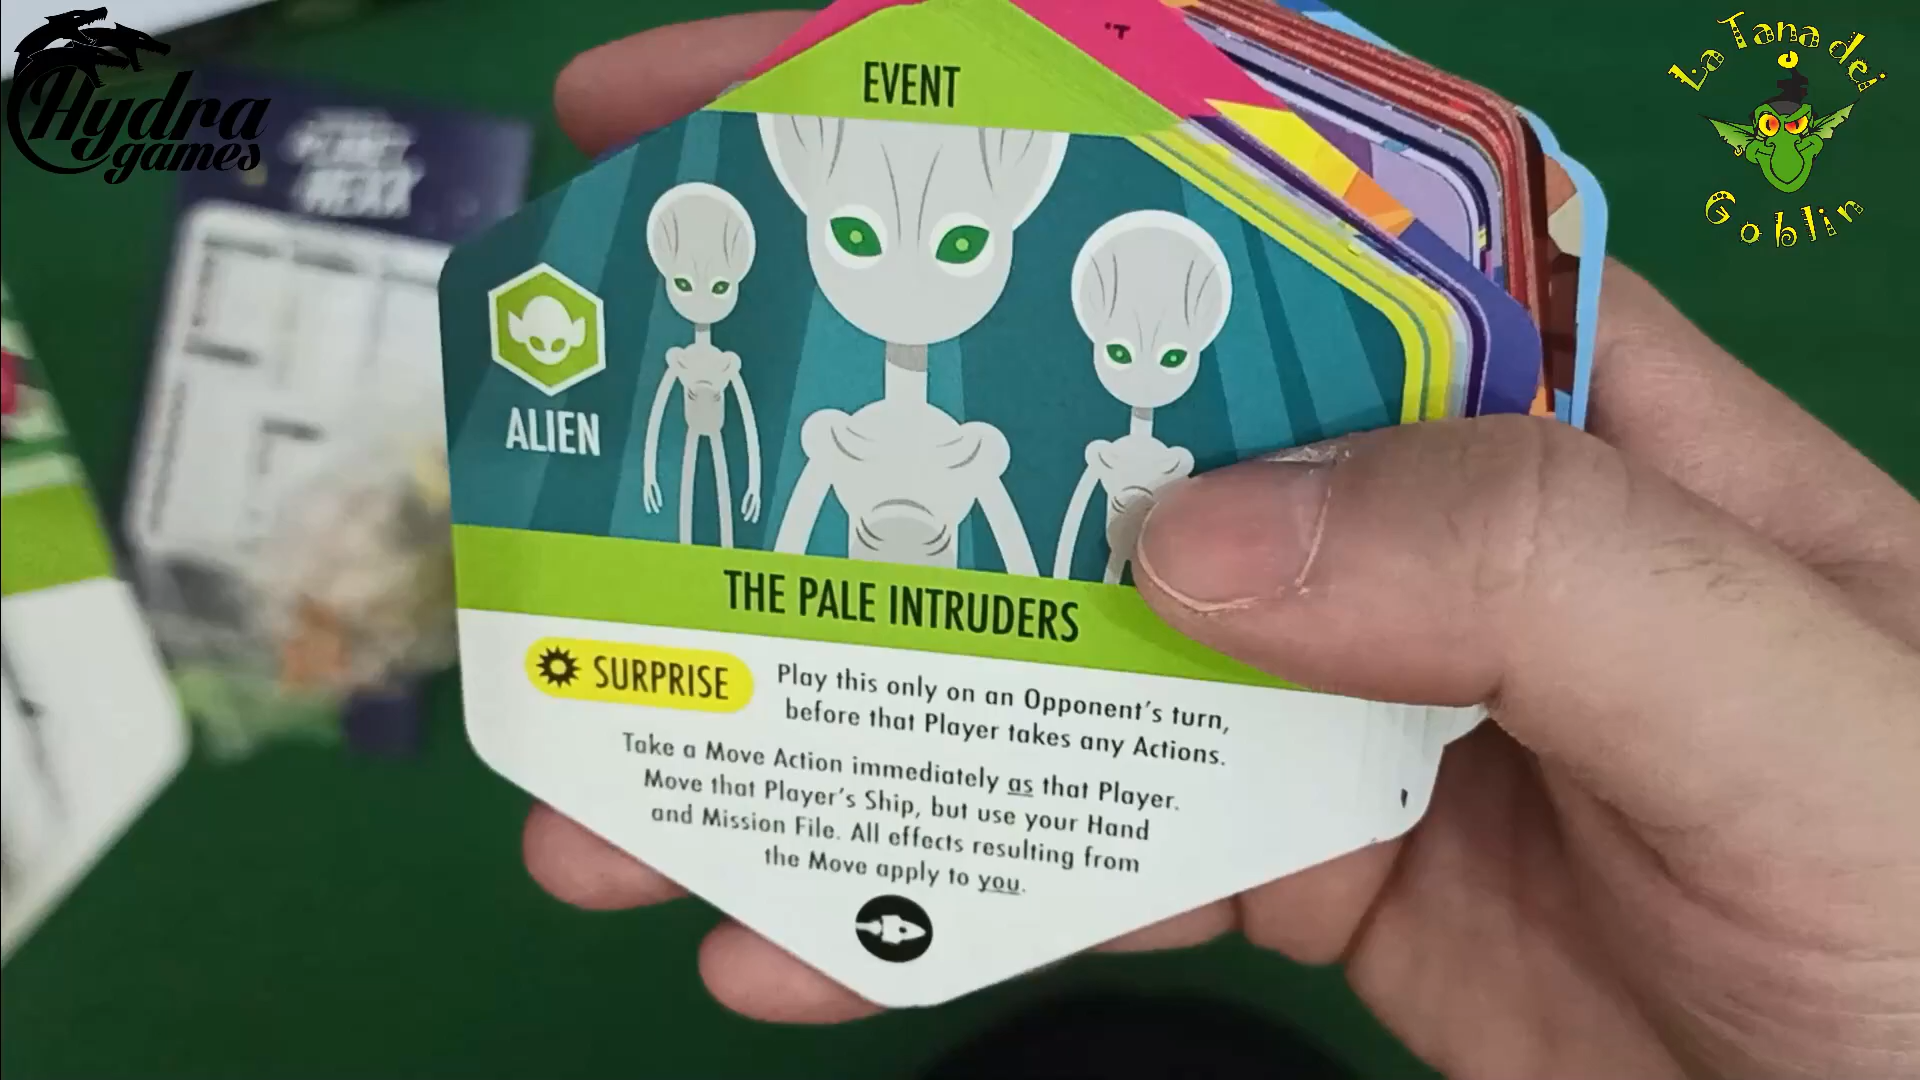 Hydra
games
La Tana dei
Goblin
PLANET
HEXX
EVENT
ALIEN
THE PALE INTRUDERS
SURPRISE
Play this only on an Opponent's turn,
before that Player takes any Actions.
Take a Move Action immediately as that Player.
Move that Player's Ship, but use your Hand
and Mission File. All effects resulting from
the Move apply to you.